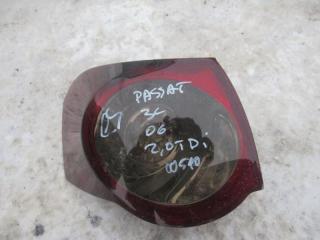 PASSAT
3C
06
2,0TDi